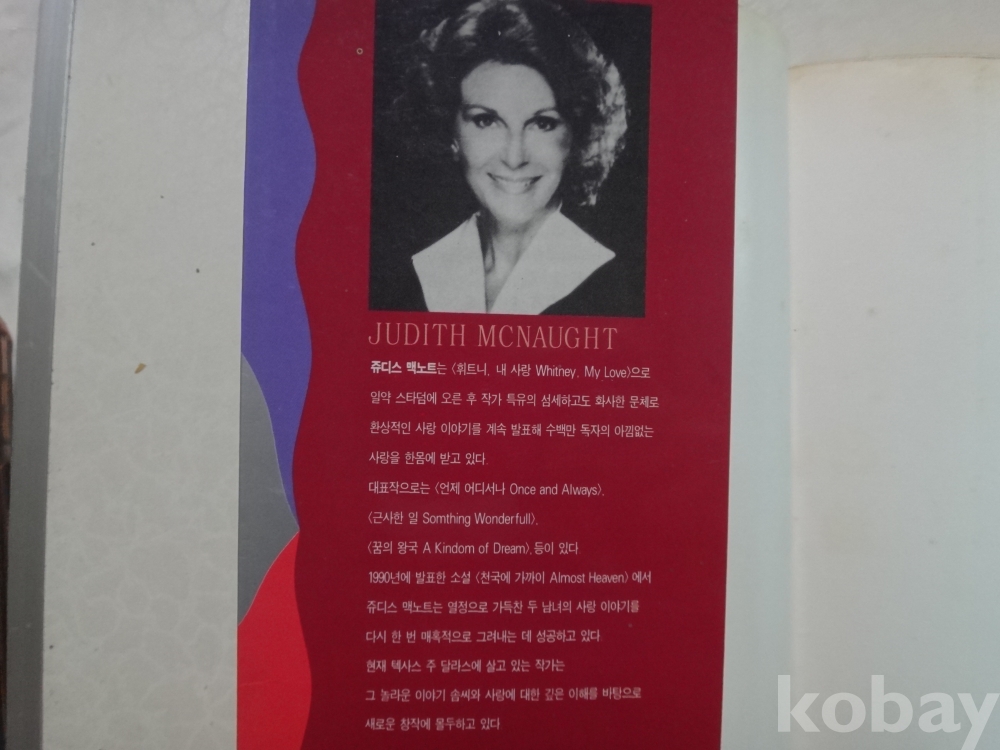 JUDITH MCNAUGHT
쥬디스 맥노트는 〈휘트니, 내 사랑 Whitney, My Love〉으로
일약 스타덤에 오른 후 작가 특유의 섬세하고도 화사한 문체로
환상적인 사랑 이야기를 계속 발표해 수백만 독자의 아낌없는
사랑을 한몸에 받고 있다.
대표작으로는 〈언제 어디서나 Once and Always〉,
〈근사한 일 Somthing Wonderfull〉,
〈꿈의 왕국 A Kindom of Dream〉, 등이 있다.
1990년에 발표한 소설 〈천국에 가까이 Almost Heaven〉에서
쥬디스 맥노트는 열정으로 가득찬 두 남녀의 사랑 이야기를
다시 한 번 매혹적으로 그려내는 데 성공하고 있다.
현재 텍사스 주 달라스에 살고 있는 작가는
그 놀라운 이야기 솜씨와 사랑에 대한 깊은 이해를 바탕으로
새로운 창작에 몰두하고 있다.
kobay